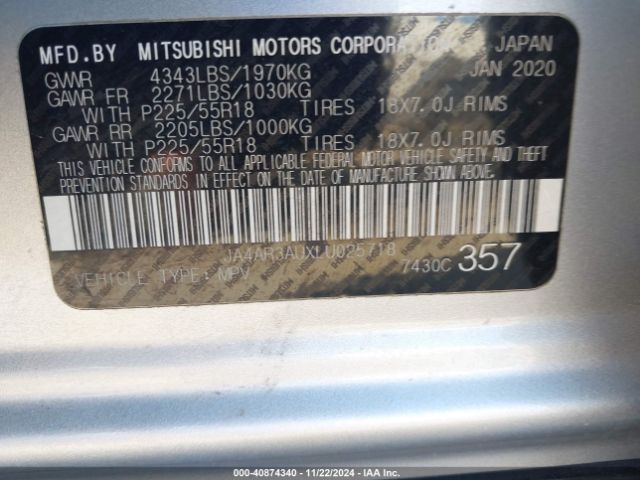 MFD. BY MITSUBISHI MOTORS CORPORATION JAPAN
GVWR 4343LBS/1970KG JAN 2020
GAWR FR 2271LBS/1030KG
WITH P225/55R18 TIRES 18X7.0J RIMS
GAWR RR 2205LBS/1000KG
WITH P225/55R18 TIRES 18X7.0J RIMS
THIS VEHICLE CONFORMS TO ALL APPLICABLE FEDERAL MOTOR VEHICLE SAFETY AND THEFT
PREVENTION STANDARDS IN EFFECT ON THE DATE OF MANUFACTURE SHOWN ABOVE.
JA4AR3AUXLU025718
VEHICLE TYPE: MPV 7430C 357
000-40874340 - 11/22/2024 - IAA Inc.